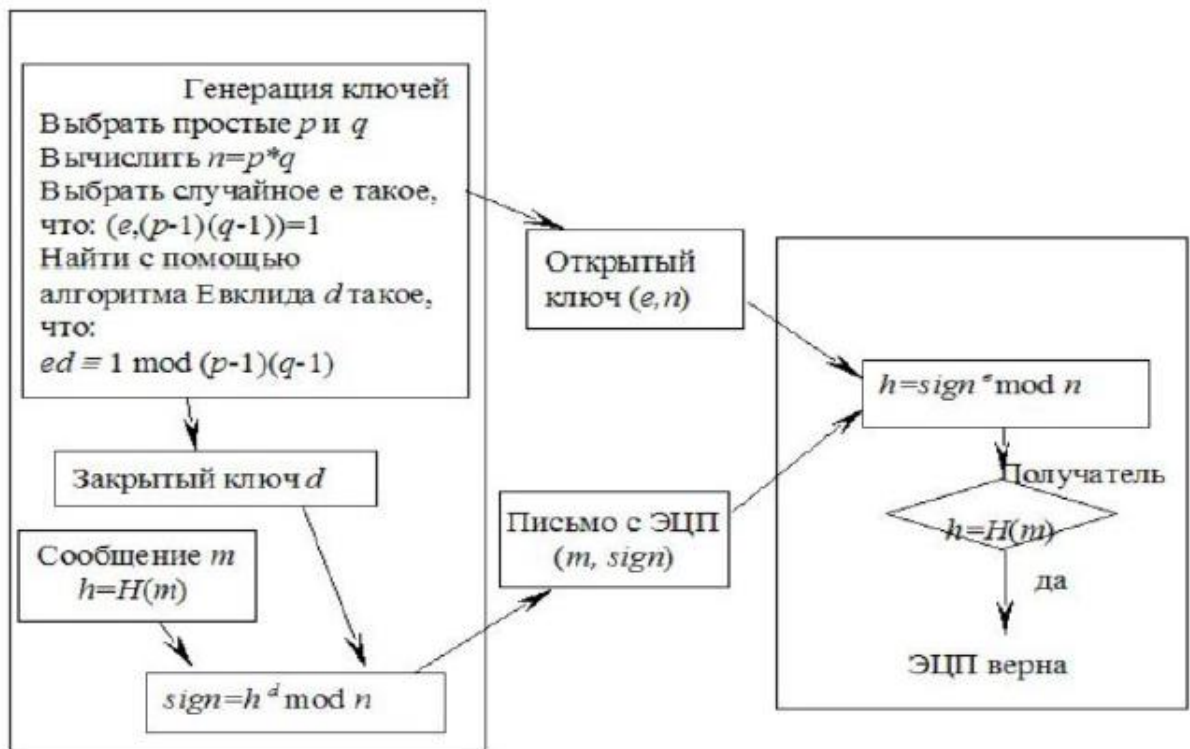 Генерация ключей
Выбрать простые p и q
Вычислить n=p*q
Выбрать случайное e такое,
что: (e,(p-1)(q-1))=1
Найти с помощью
алгоритма Евклида d такое,
что:
ed ≡ 1 mod (p-1)(q-1)
Закрытый ключ d
Сообщение m
h=H(m)
sign=h^d mod n
Открытый
ключ (e,n)
Письмо с ЭЦП
(m, sign)
h=sign^e mod n
Получатель
h=H(m)
да
ЭЦП верна